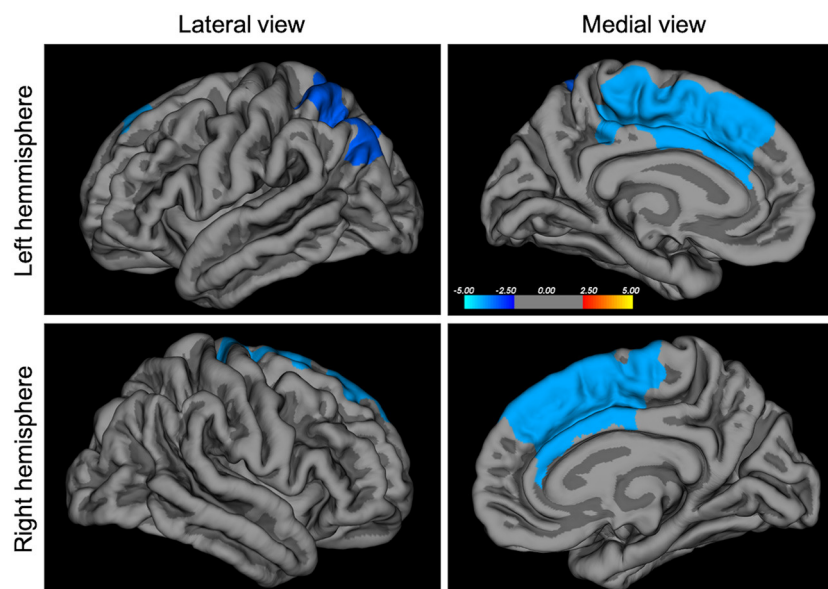 Lateral view
Medial view
Left hemmisphere
-5.00 -2.50 0.00 2.50 5.00
Right hemisphere